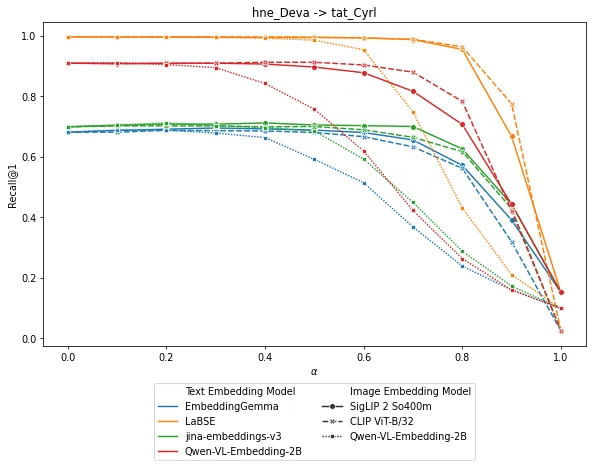 hne_Deva -> tat_Cyrl
Recall@1
1.0
0.8
0.6
0.4
0.2
0.0
0.0 0.2 0.4 0.6 0.8 1.0
α
Text Embedding Model Image Embedding Model
EmbeddingGemma SigLIP 2 So400m
LaBSE CLIP ViT-B/32
jina-embeddings-v3 Qwen-VL-Embedding-2B
Qwen-VL-Embedding-2B